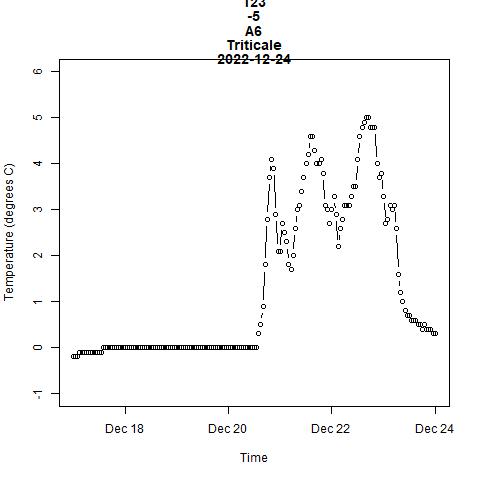 123
-5
A6
Triticale
2022-12-24
6
5
4
3
2
1
0
-1
Temperature (degrees C)
Dec 18
Dec 20
Dec 22
Dec 24
Time